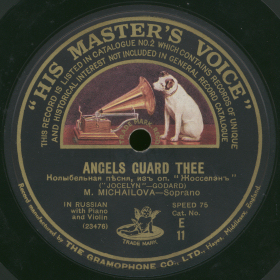 "HIS MASTER'S VOICE"
THIS RECORD IS LISTED IN CATALOGUE NO. 2 WHICH CONTAINS RECORDS OF UNIQUE
AND HISTORICAL INTEREST NOT INCLUDED IN GENERAL RECORD CATALOGUE
ANGELS GUARD THEE
Колыбельная пѣсня, изъ оп. "Жосселэнъ"
("JOCELYN"—GODARD)
M. MICHAILOVA—Soprano
IN RUSSIAN
with Piano
and Violin
(23476)
SPEED 75
Cat. No.
E
11
TRADE MARK
THE GRAMOPHONE CO., LTD.
Hayes, Middlesex, England.